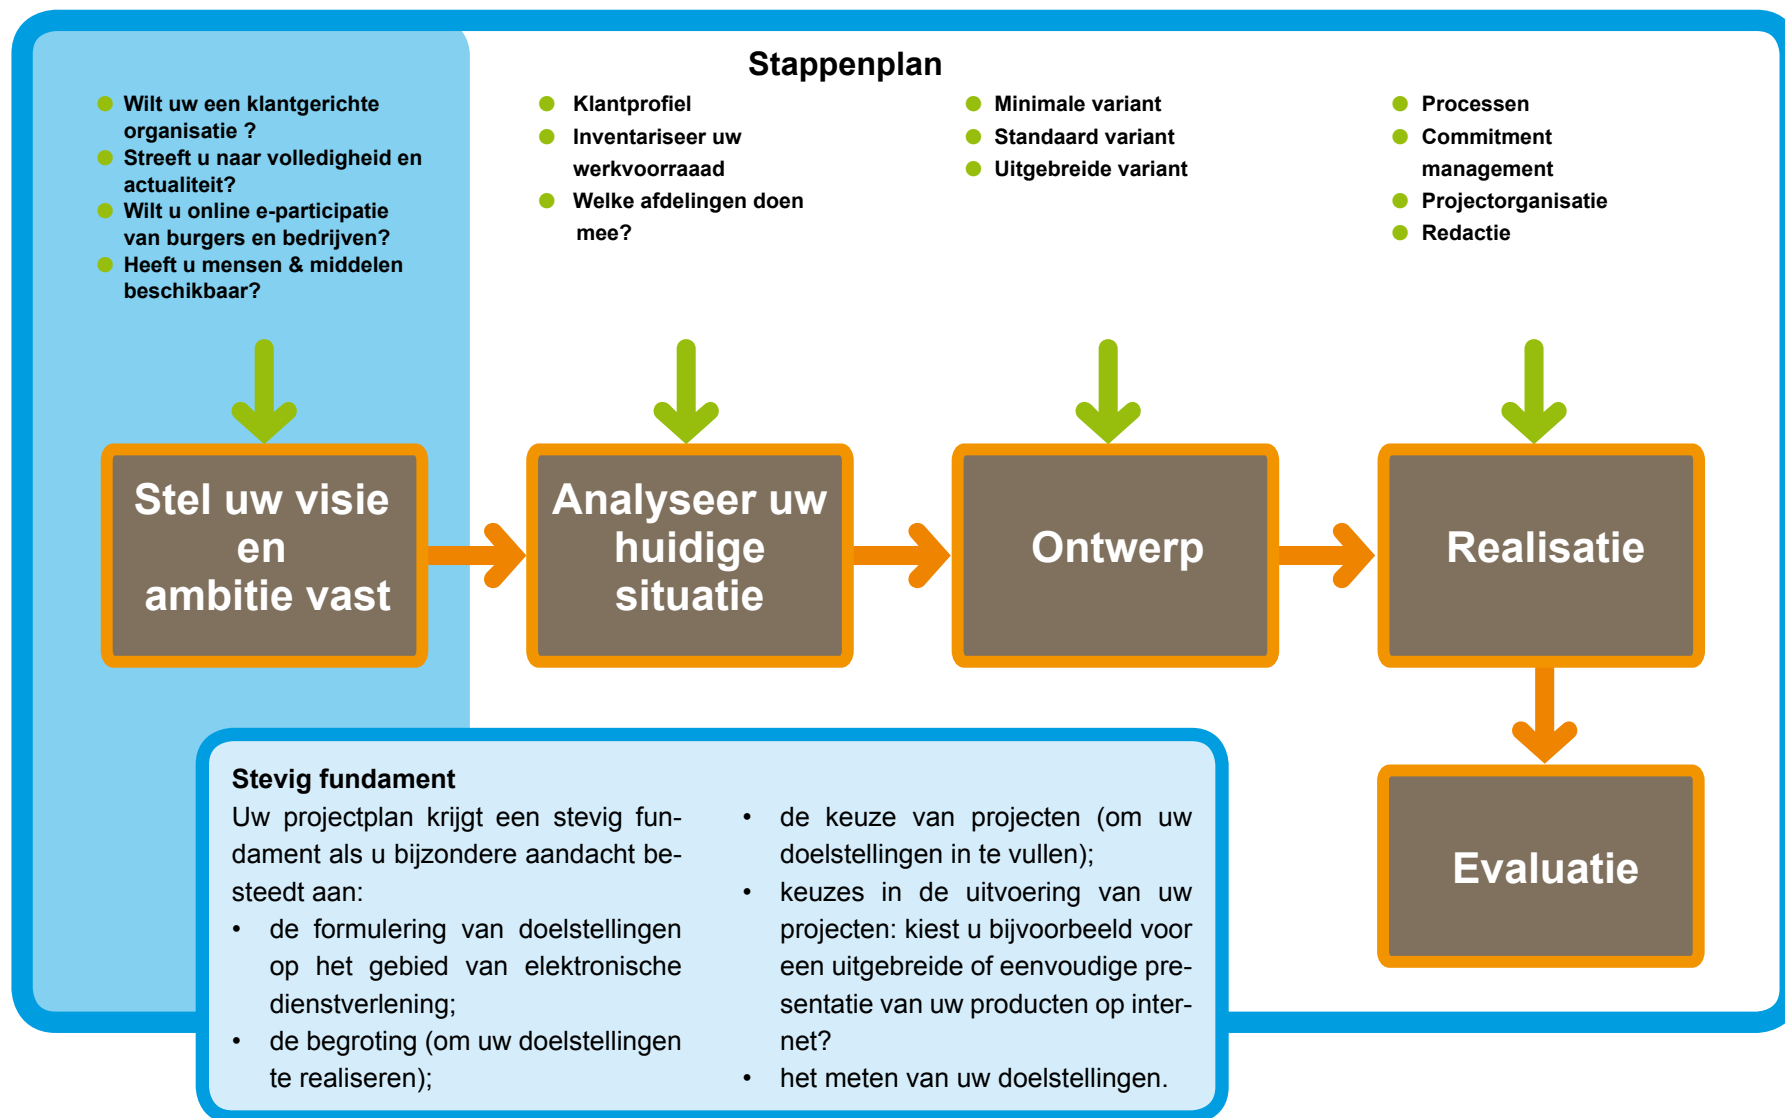 Stappenplan
Wilt uw een klantgerichte
organisatie ?
Streeft u naar volledigheid en
actualiteit?
Wilt u online e-participatie
van burgers en bedrijven?
Heeft u mensen & middelen
beschikbaar?
Klantprofiel
Inventariseer uw
werkvoorraaad
Welke afdelingen doen
mee?
Minimale variant
Standaard variant
Uitgebreide variant
Processen
Commitment
management
Projectorganisatie
Redactie
Stel uw visie
en
ambitie vast
Analyseer uw
huidige
situatie
Ontwerp
Realisatie
Evaluatie
Stevig fundament
Uw projectplan krijgt een stevig fun-
dament als u bijzondere aandacht be-
steedt aan:
• de formulering van doelstellingen
op het gebied van elektronische
dienstverlening;
• de begroting (om uw doelstellingen
te realiseren);
• de keuze van projecten (om uw
doelstellingen in te vullen);
• keuzes in de uitvoering van uw
projecten: kiest u bijvoorbeeld voor
een uitgebreide of eenvoudige pre-
sentatie van uw producten op inter-
net?
• het meten van uw doelstellingen.